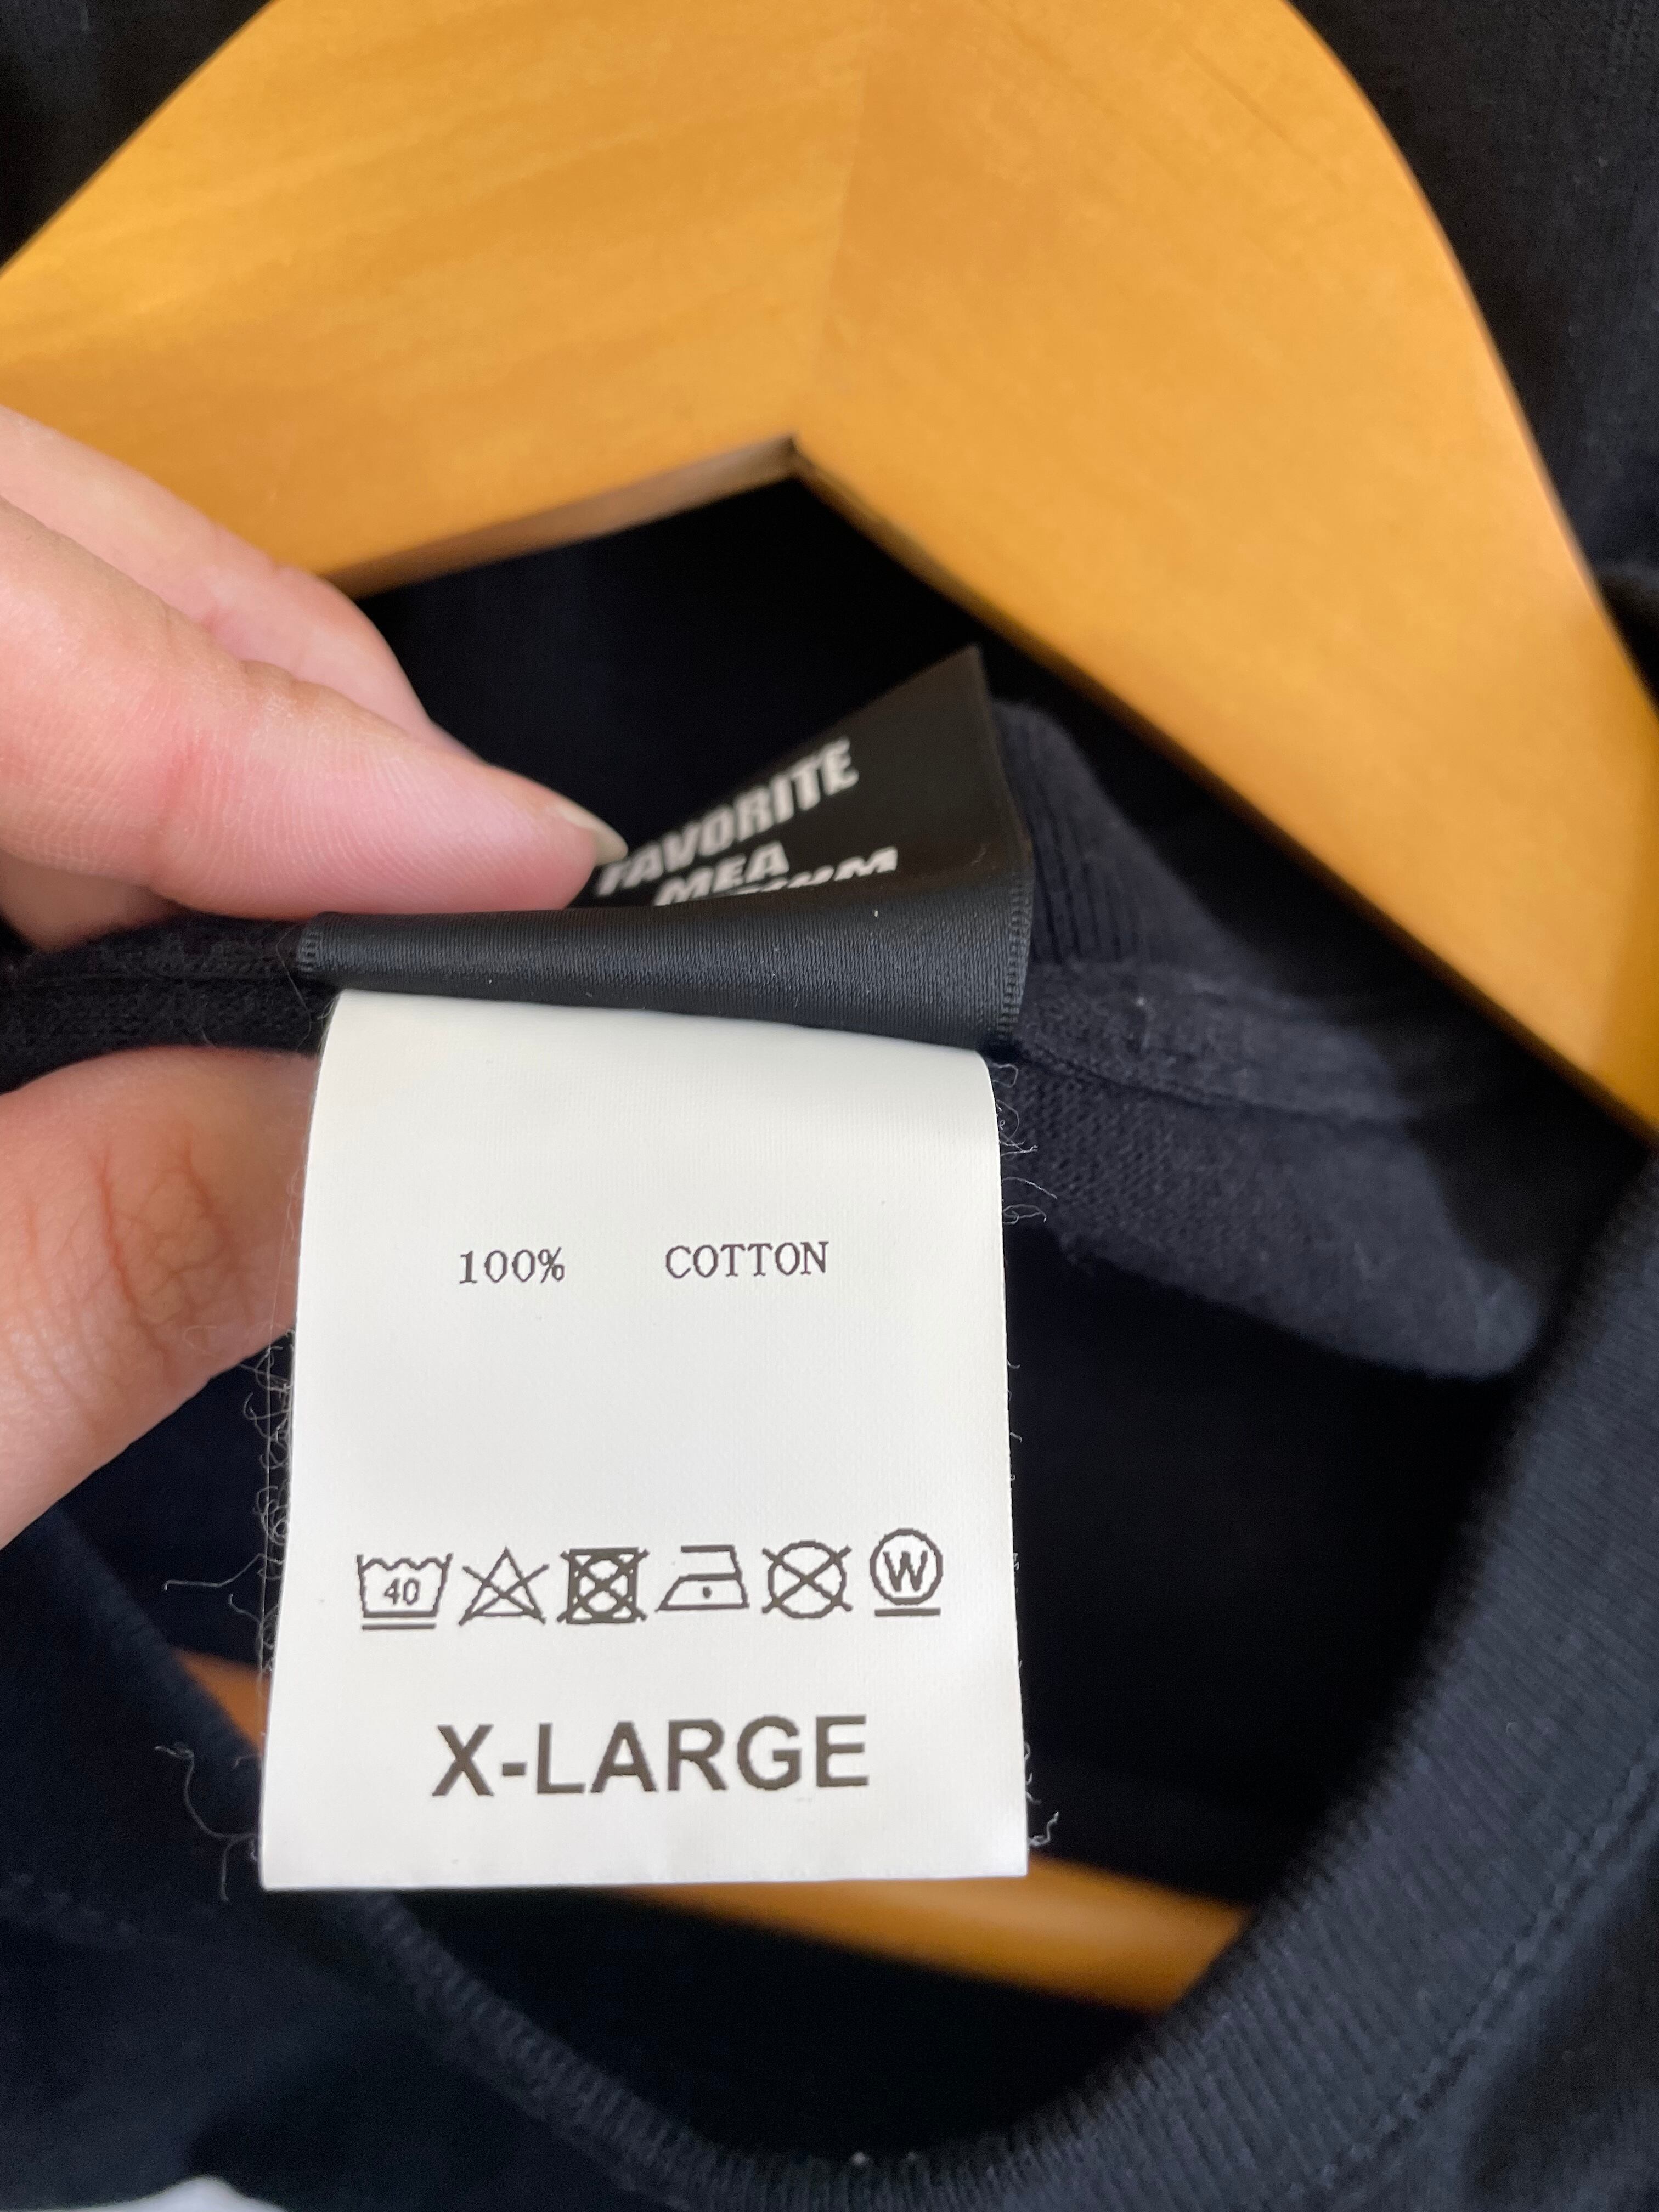 FAVORITE
MEA
100% COTTON
40 W
X-LARGE